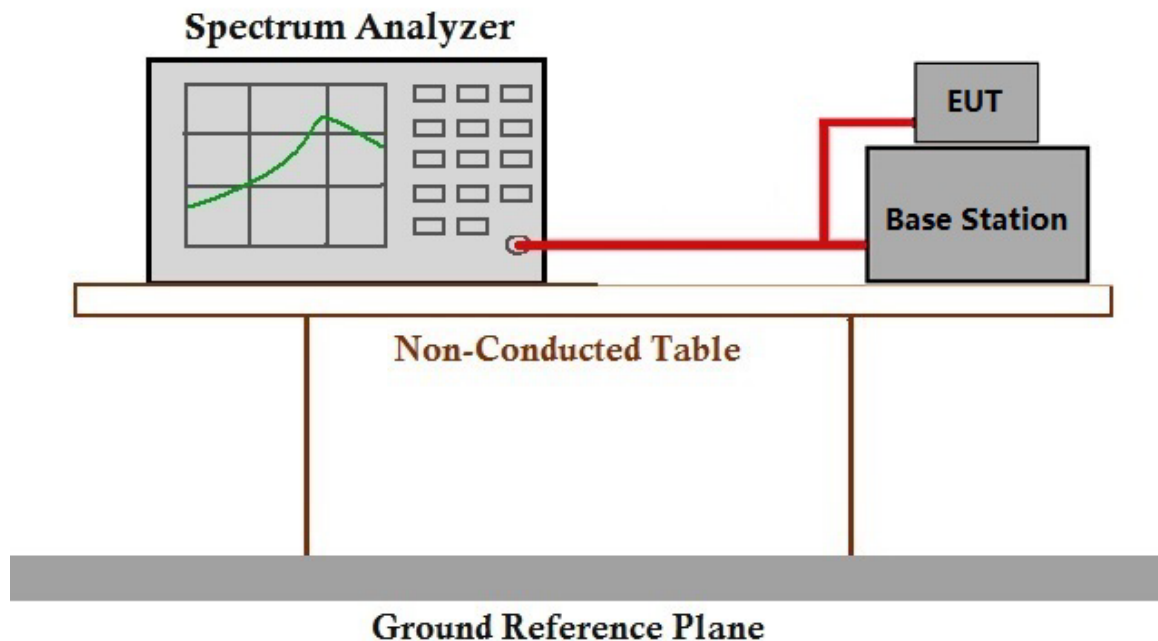 Spectrum Analyzer
EUT
Base Station
Non-Conducted Table
Ground Reference Plane